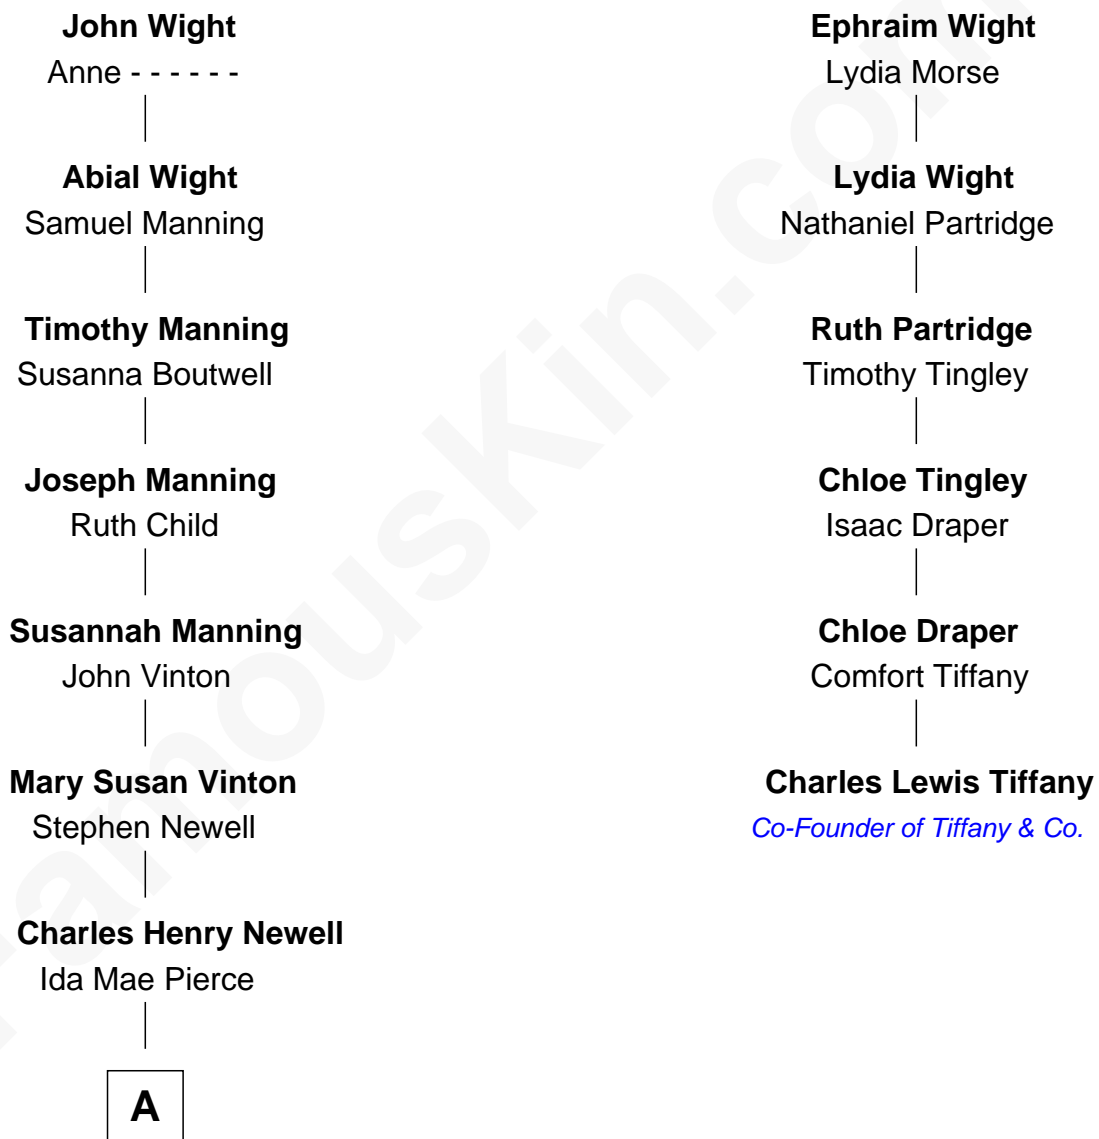 John Wight
Anne - - - - - -
Abial Wight
Samuel Manning
Timothy Manning
Susanna Boutwell
Joseph Manning
Ruth Child
Susannah Manning
John Vinton
Mary Susan Vinton
Stephen Newell
Charles Henry Newell
Ida Mae Pierce
A
Ephraim Wight
Lydia Morse
Lydia Wight
Nathaniel Partridge
Ruth Partridge
Timothy Tingley
Chloe Tingley
Isaac Draper
Chloe Draper
Comfort Tiffany
Charles Lewis Tiffany
Co-Founder of Tiffany & Co.
FamousKin.com